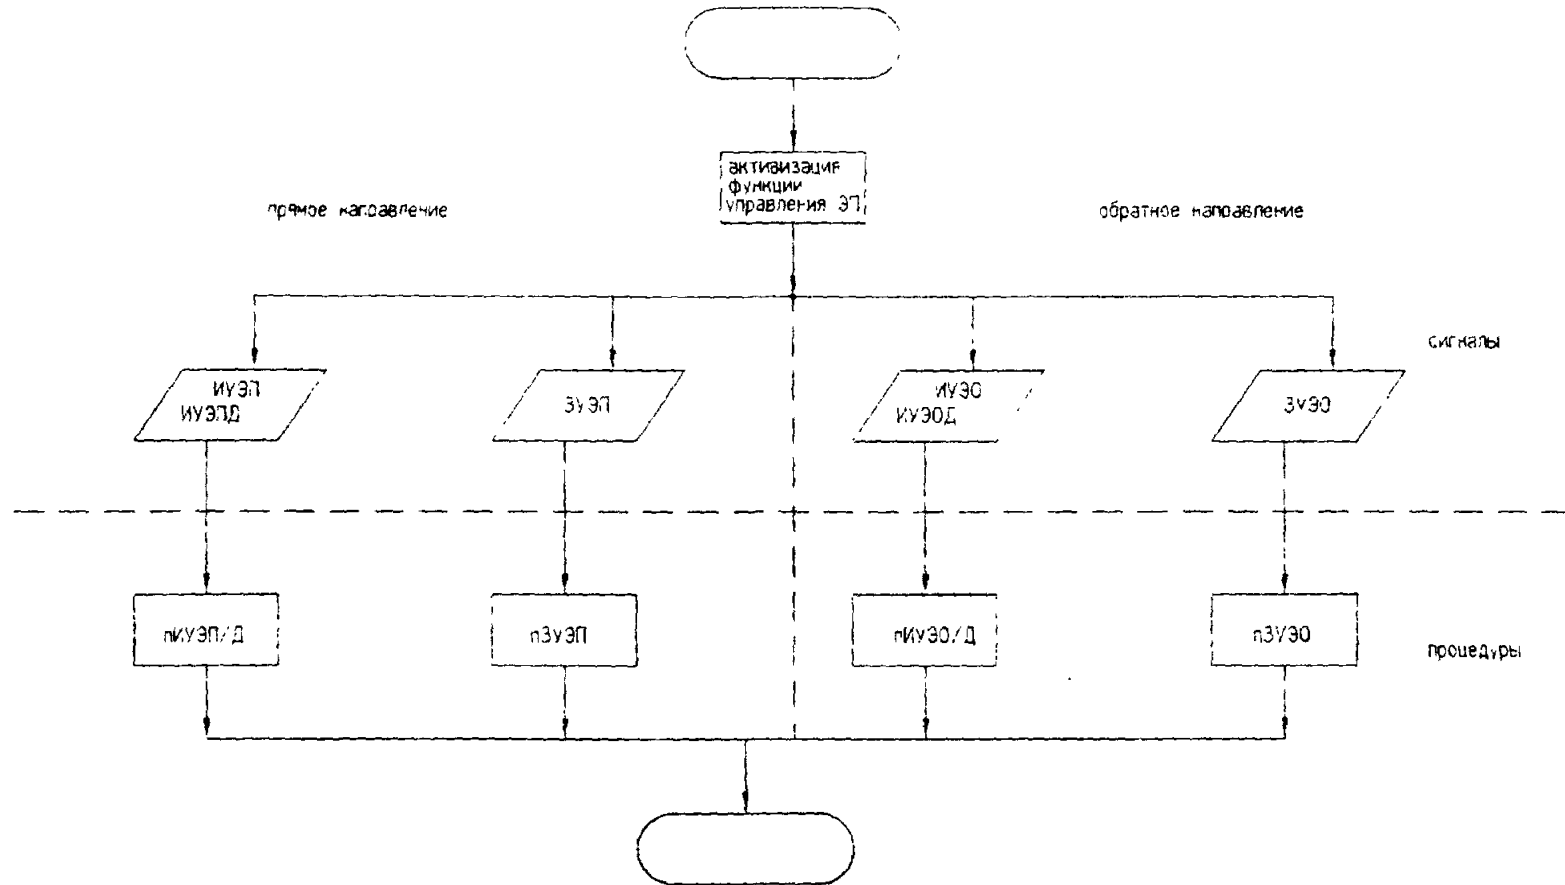 активизация
функции
управления ЭП
прямое направление
обратное направление
сигналы
ИУЭП
ИУЭПД
ЗУЭП
ИУЭО
ИУЭОД
ЗУЭО
пИУЭП/Д
пЗУЭП
пИУЭО/Д
пЗУЭО
процедуры